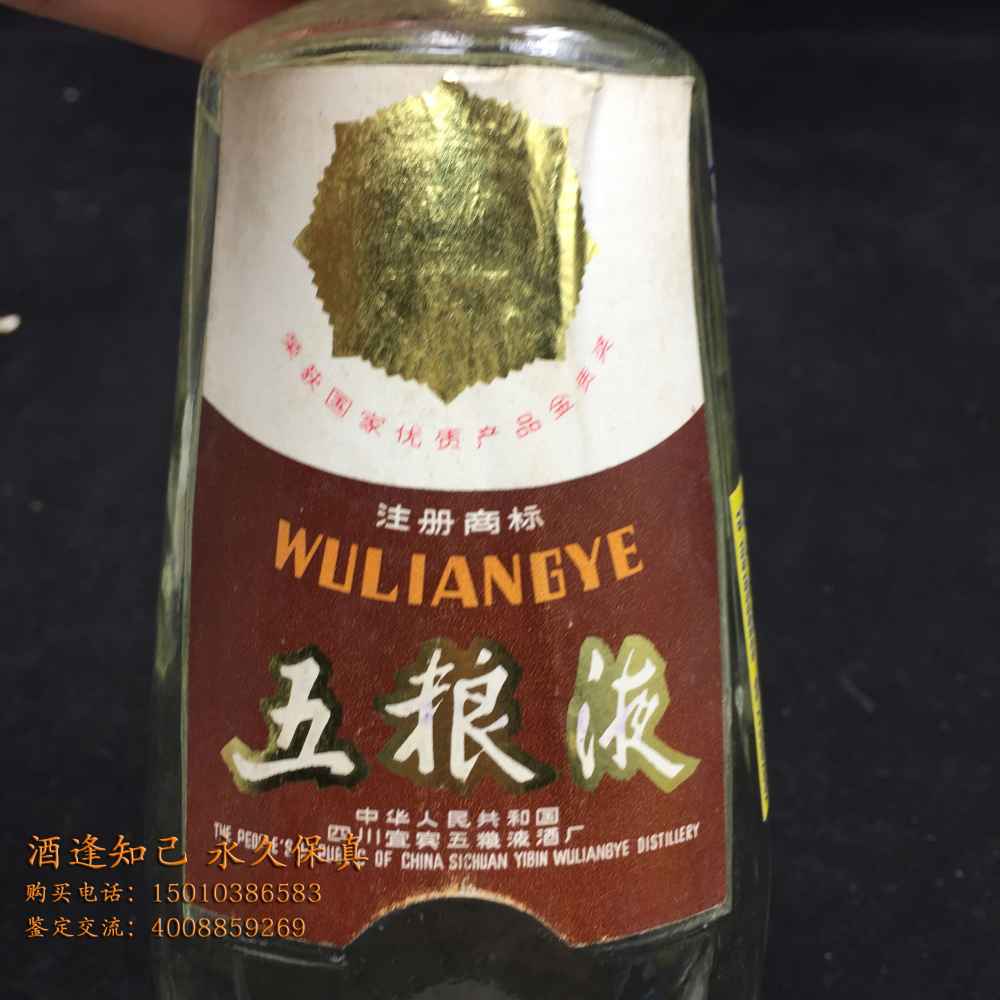 荣获国家优质产品金质奖
注册商标
WULIANGYE
五粮液
中华人民共和国
四川宜宾五粮液酒厂
THE PEOPLE'S REPUBLIC OF CHINA SICHUAN YIBIN WULIANGYE DISTILLERY
酒逢知己 永久保真
购买电话：15010386583
鉴定交流：4008859269